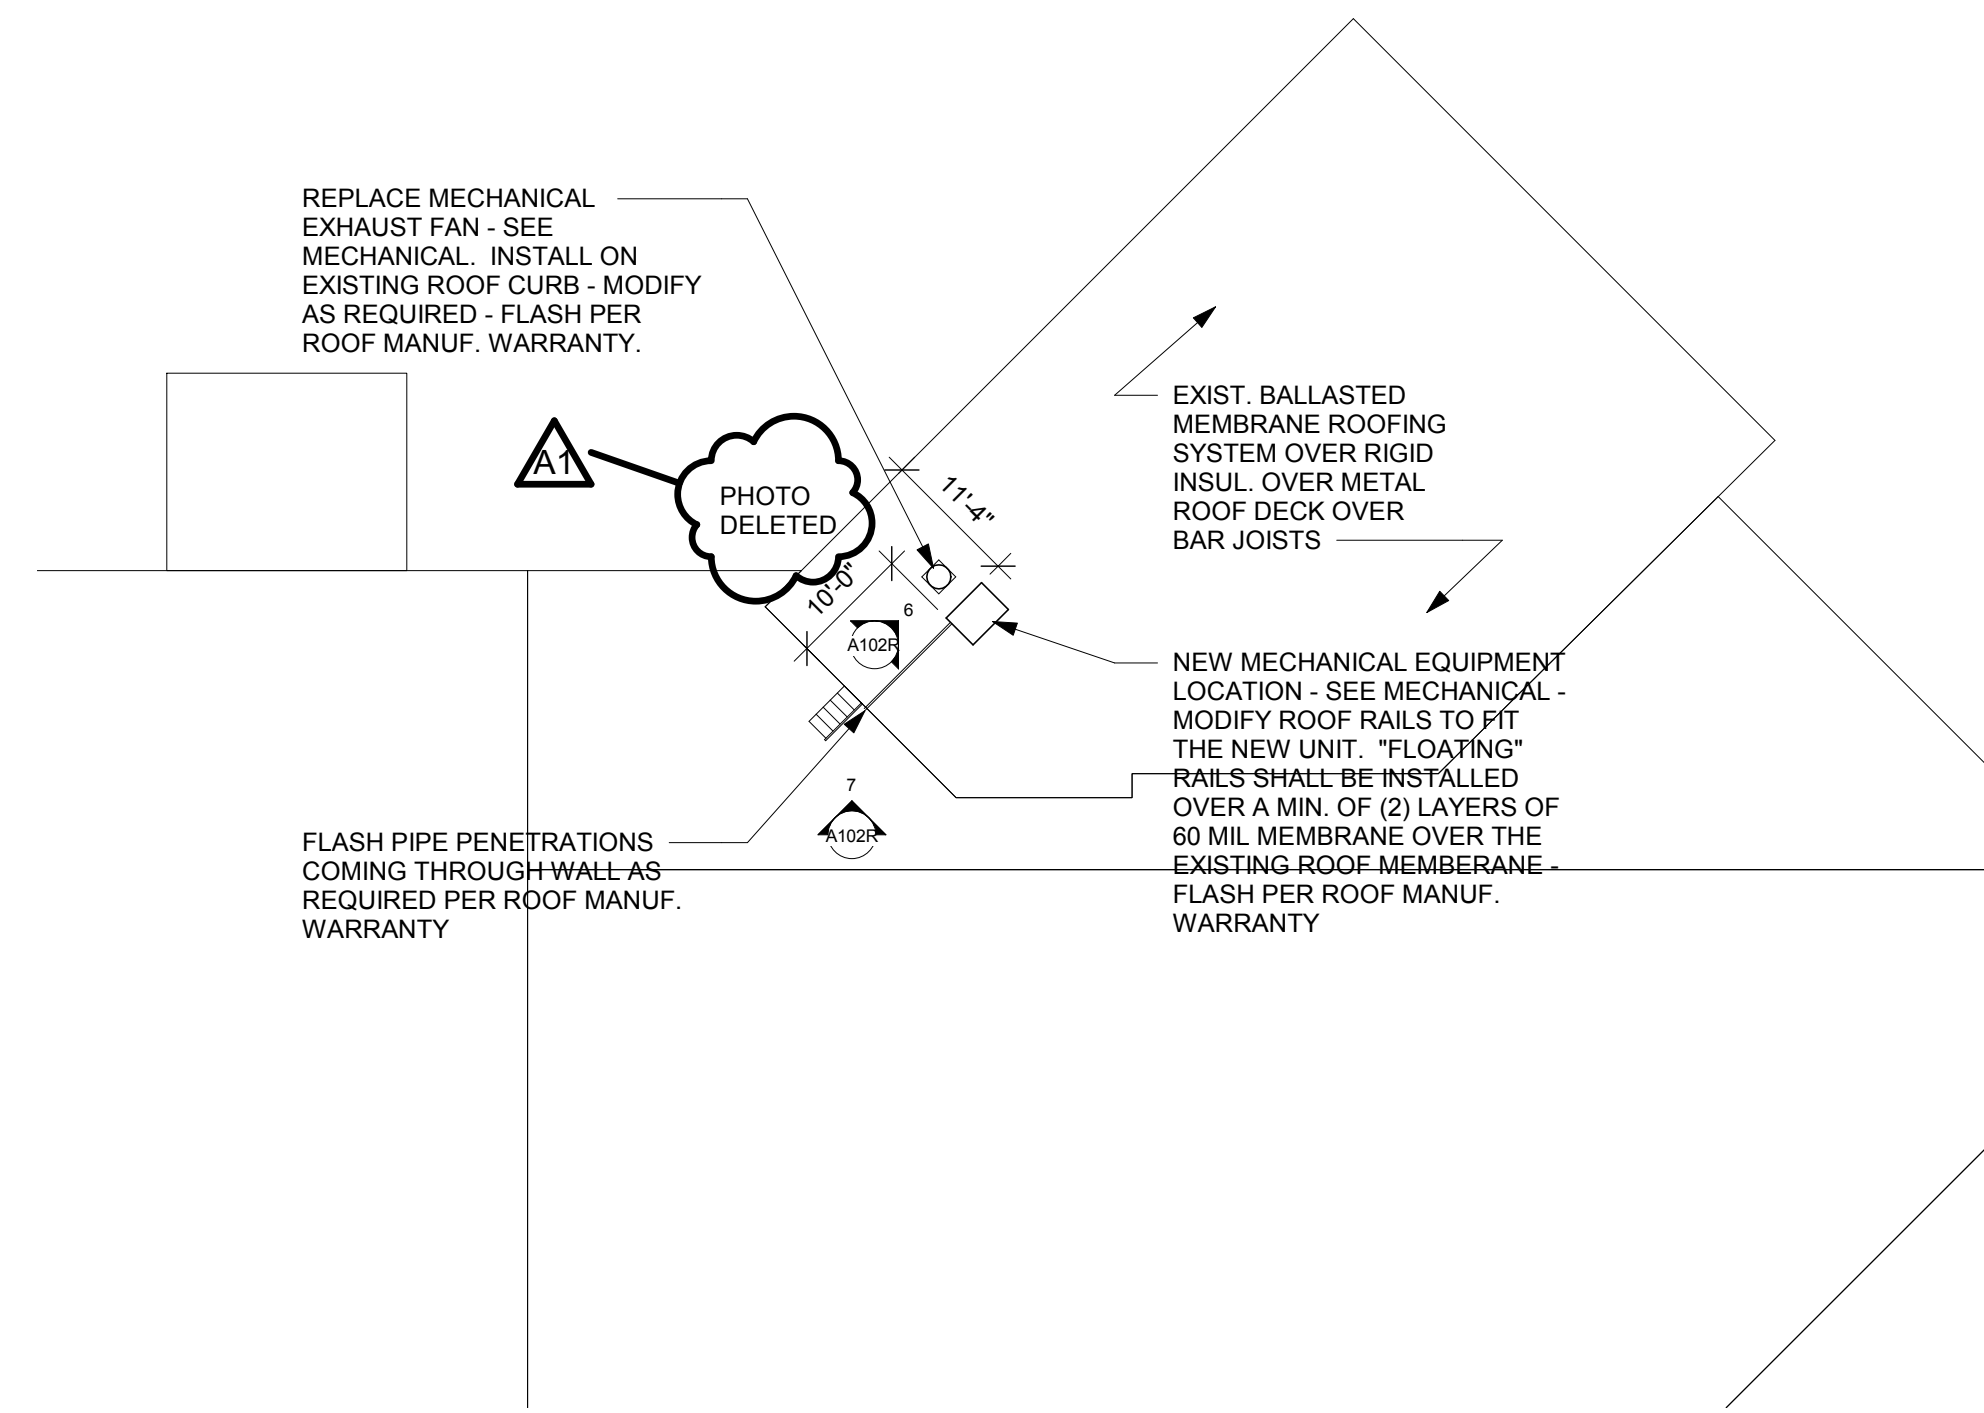 REPLACE MECHANICAL
EXHAUST FAN - SEE
MECHANICAL.  INSTALL ON
EXISTING ROOF CURB - MODIFY
AS REQUIRED - FLASH PER
ROOF MANUF. WARRANTY.
A1
PHOTO
DELETED
11'-4"
10'-0"
6
A102R
EXIST. BALLASTED
MEMBRANE ROOFING
SYSTEM OVER RIGID
INSUL. OVER METAL
ROOF DECK OVER
BAR JOISTS
NEW MECHANICAL EQUIPMENT
LOCATION - SEE MECHANICAL -
MODIFY ROOF RAILS TO FIT
THE NEW UNIT.  "FLOATING"
RAILS SHALL BE INSTALLED
OVER A MIN. OF (2) LAYERS OF
60 MIL MEMBRANE OVER THE
EXISTING ROOF MEMBERANE -
FLASH PER ROOF MANUF.
WARRANTY
7
A102R
FLASH PIPE PENETRATIONS
COMING THROUGH WALL AS
REQUIRED PER ROOF MANUF.
WARRANTY